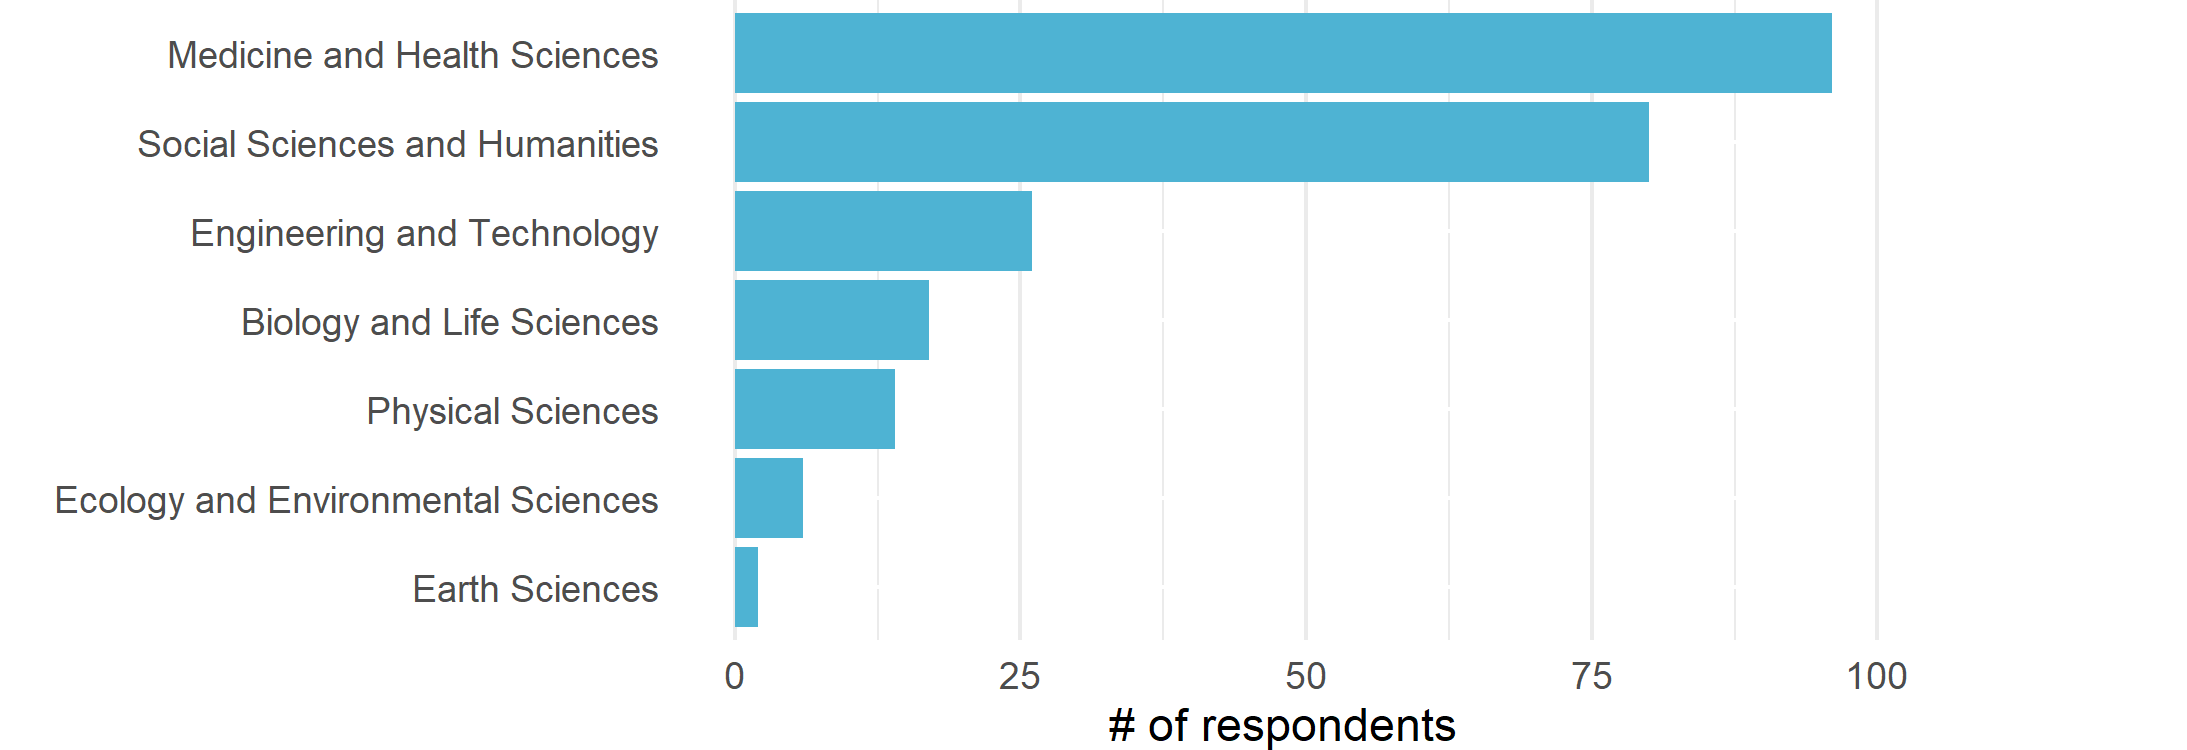 Medicine and Health Sciences
Social Sciences and Humanities
Engineering and Technology
Biology and Life Sciences
Physical Sciences
Ecology and Environmental Sciences
Earth Sciences
0 25 50 75 100
# of respondents